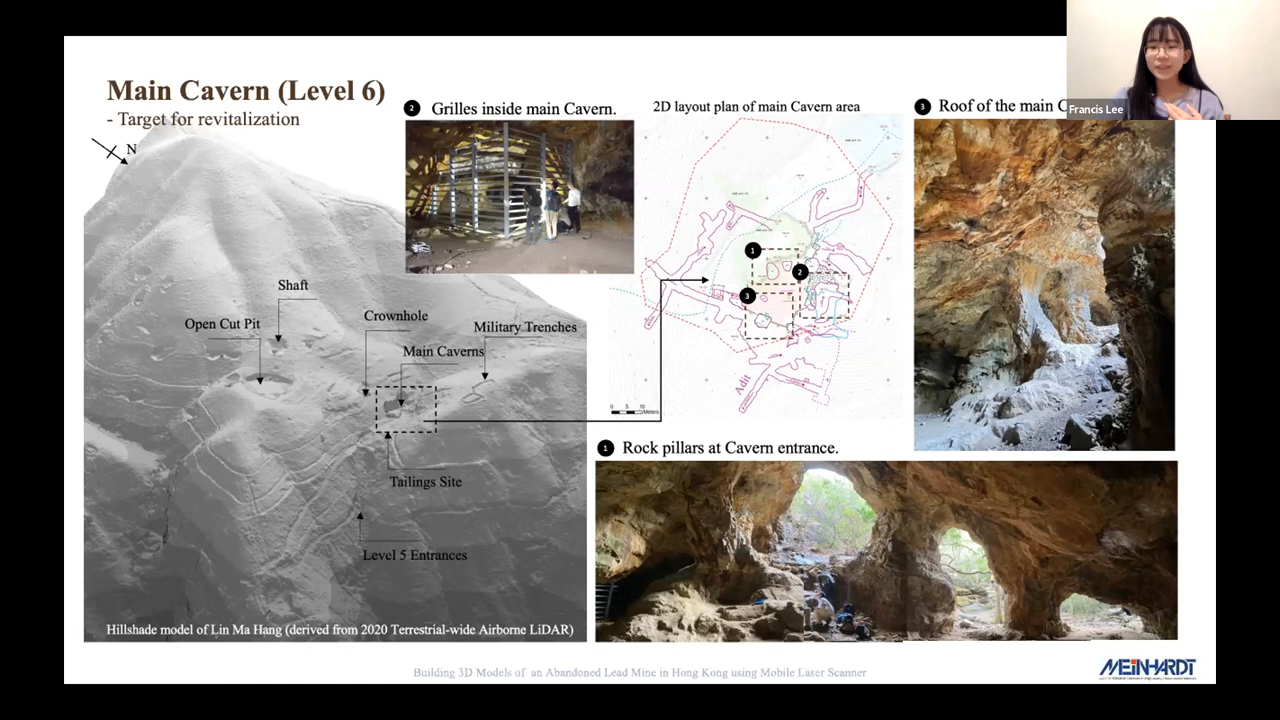 Main Cavern (Level 6)
- Target for revitalization
N
2 Grilles inside main Cavern.
2D layout plan of main Cavern area
3 Roof of the main C
Francis Lee
Shaft
Open Cut Pit
Crownhole
Military Trenches
Main Caverns
Tailings Site
Level 5 Entrances
Hillshade model of Lin Ma Hang (derived from 2020 Terrestrial-wide Airborne LiDAR)
1
2
3
Adit
0 5 10
Meters
1 Rock pillars at Cavern entrance.
Building 3D Models of an Abandoned Lead Mine in Hong Kong using Mobile Laser Scanner
MEINHARDT